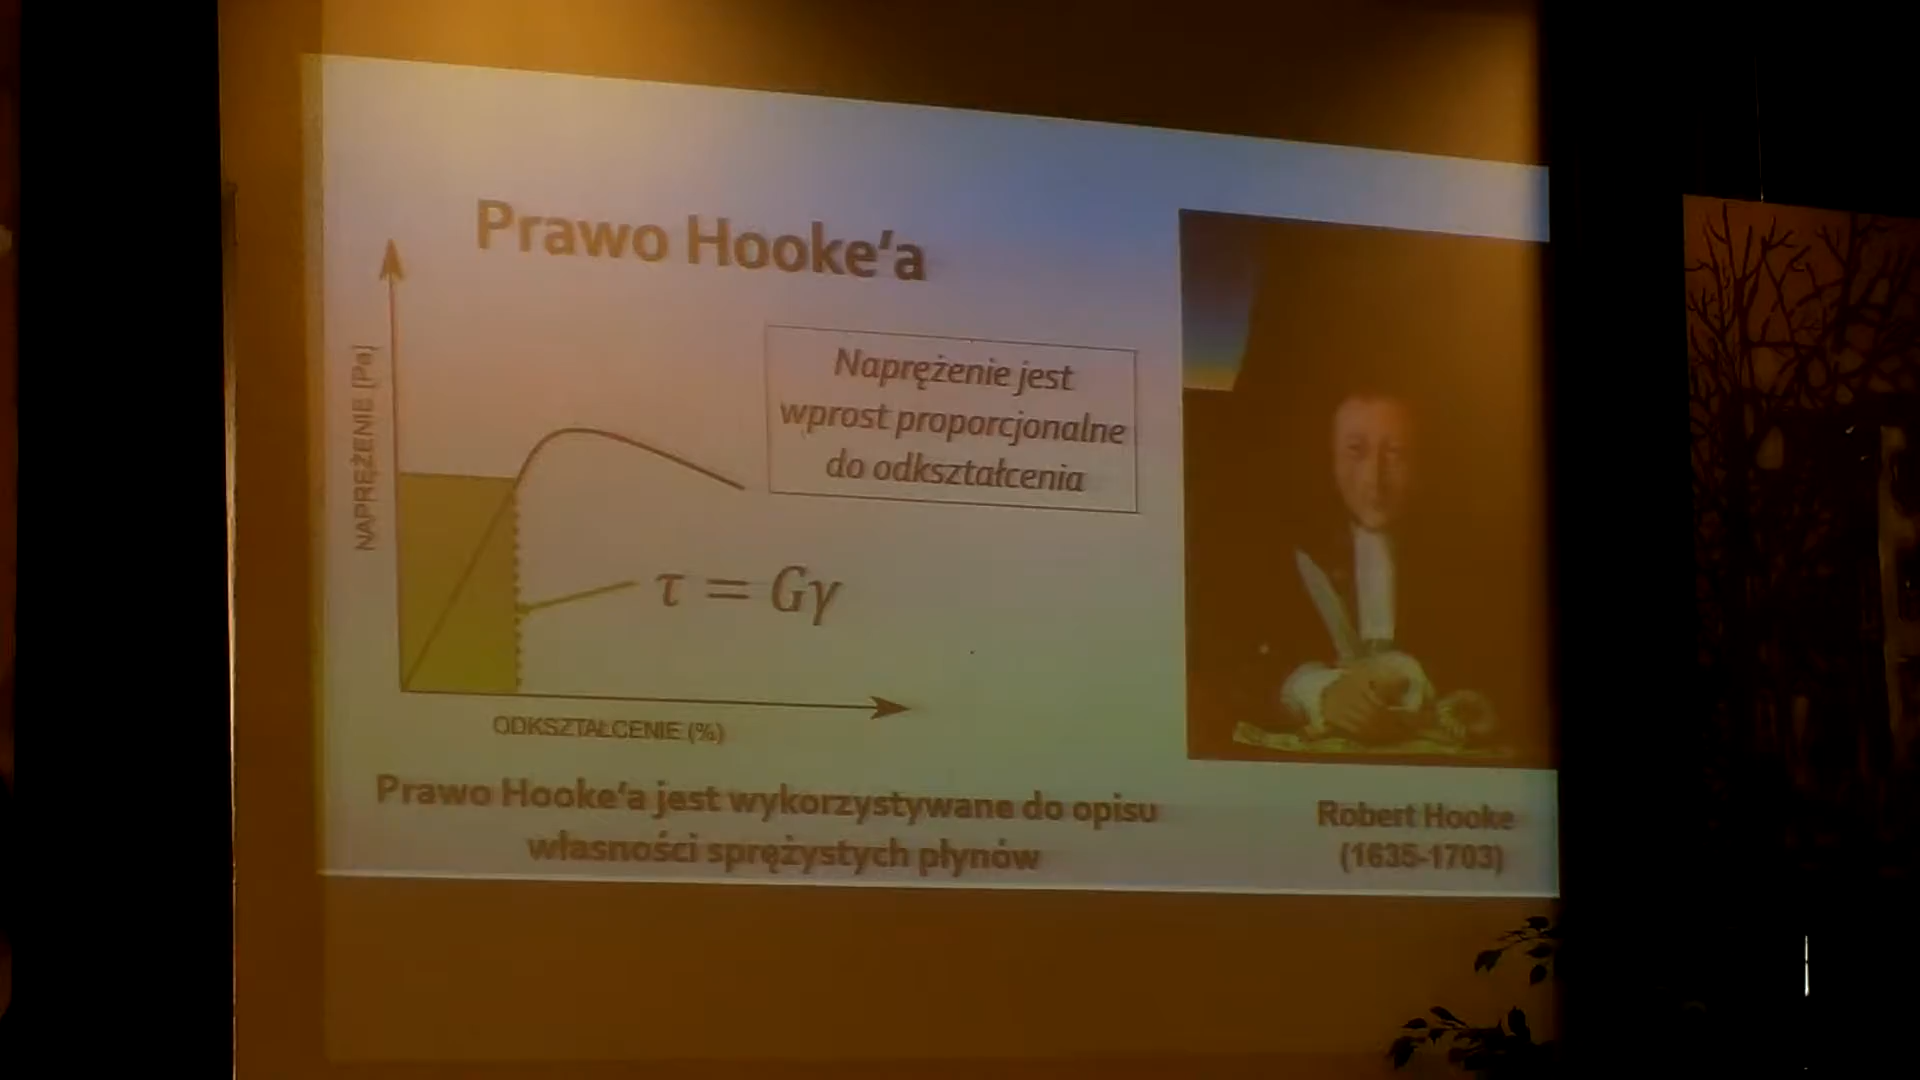 Prawo Hooke'a
NAPRĘŻENIE [Pa]
Naprężenie jest
wprost proporcjonalne
do odkształcenia
τ = Gγ
ODKSZTAŁCENIE (%)
Prawo Hooke'a jest wykorzystywane do opisu
własności sprężystych płynów
Robert Hooke
(1635-1703)